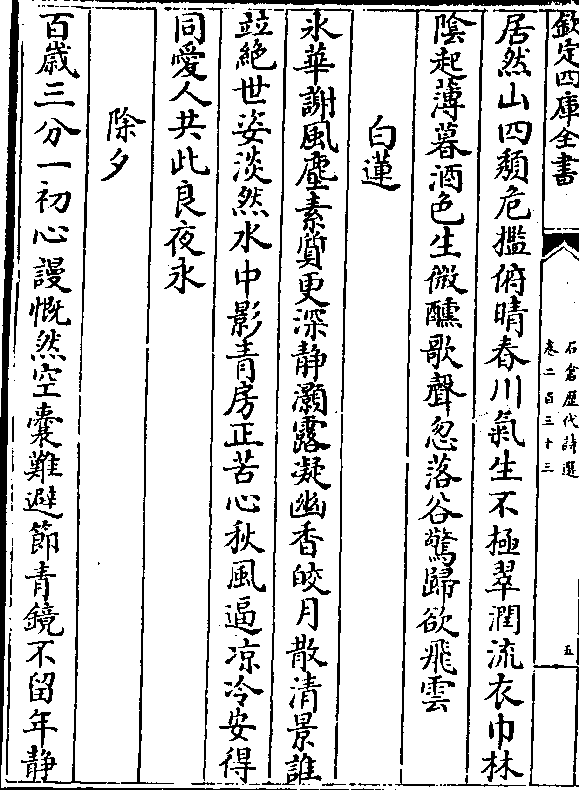 欽定四庫全書
石倉歷代詩選
卷二百三十三
五
居然山四頽危檻俯晴春川氣生不極翠潤流衣巾林
陰起薄暮酒色生微醺歌聲忽落谷驚歸欲飛雲
白蓮
氷華謝風塵素質更深靜灝露凝幽香皎月散清景誰
竝絶世姿淡然水中影青房正苦心秋風逼凉冷安得
同愛人共此良夜永
除夕
百歳三分一初心謾慨然空囊難避節青鏡不留年静